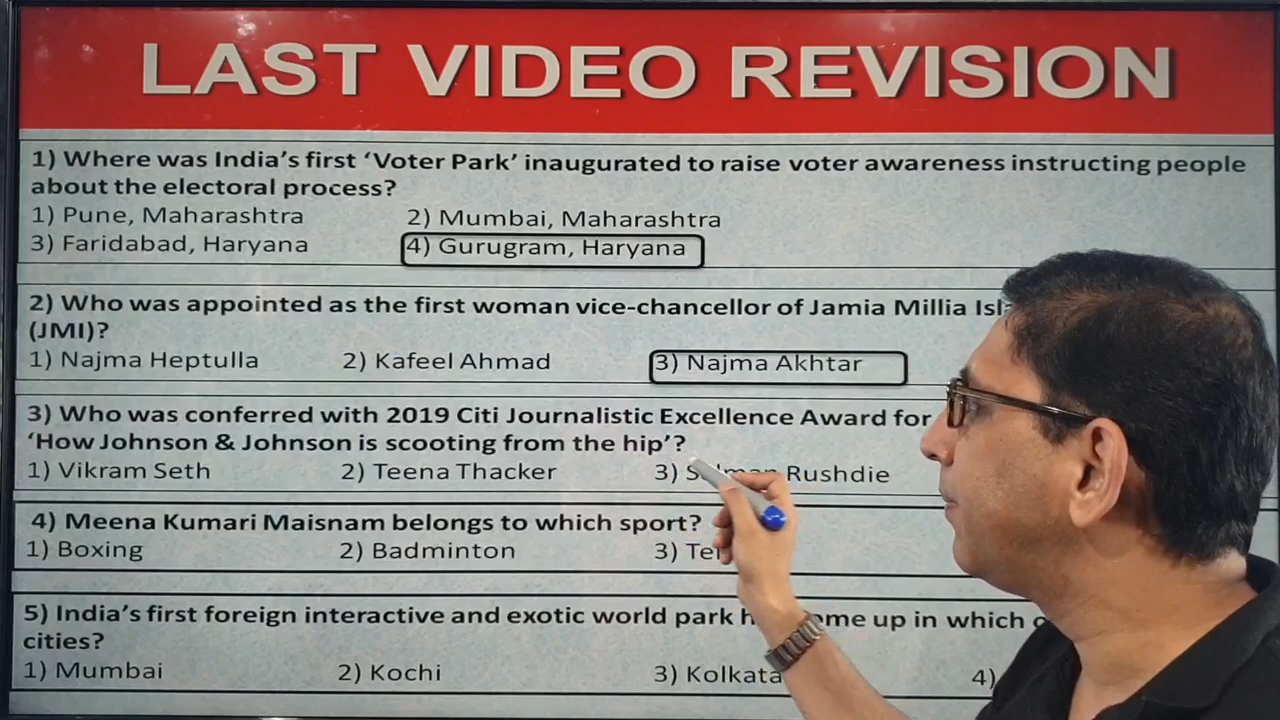 LAST VIDEO REVISION
1) Where was India's first 'Voter Park' inaugurated to raise voter awareness instructing people
about the electoral process?
1) Pune, Maharashtra 2) Mumbai, Maharashtra
3) Faridabad, Haryana 4) Gurugram, Haryana
2) Who was appointed as the first woman vice-chancellor of Jamia Millia
(JMI)?
1) Najma Heptulla 2) Kafeel Ahmad 3) Najma Akhtar
3) Who was conferred with 2019 Citi Journalistic Excellence Award for
'How Johnson & Johnson is scooting from the hip'?
1) Vikram Seth 2) Teena Thacker 3) Salman Rushdie
4) Meena Kumari Maisnam belongs to which sport?
1) Boxing 2) Badminton 3)
5) India's first foreign interactive and exotic world park up in which
cities?
1) Mumbai 2) Kochi 3) Kolkata 4)